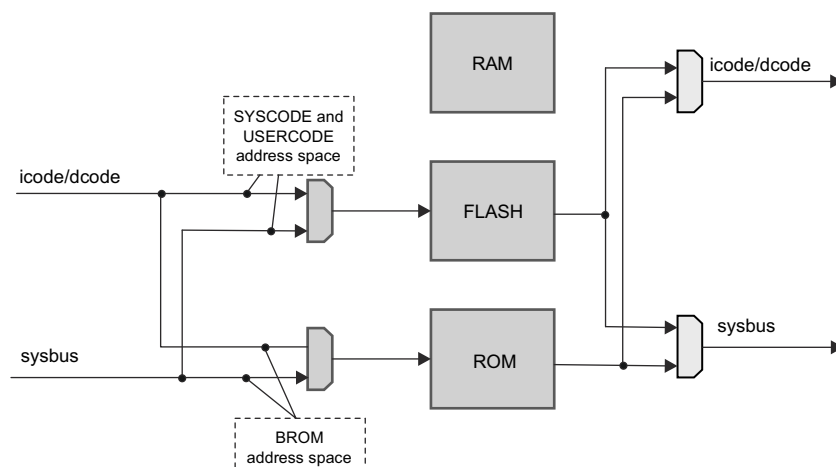 RAM
icode/dcode
SYSCODE and
USERCODE
address space
icode/dcode
FLASH
sysbus
sysbus
ROM
BROM
address space